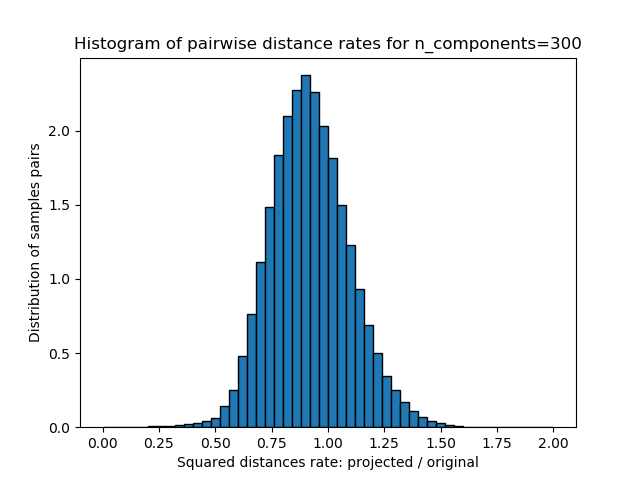 Histogram of pairwise distance rates for n_components=300
Distribution of samples pairs
2.0
1.5
1.0
0.5
0.0
0.00 0.25 0.50 0.75 1.00 1.25 1.50 1.75 2.00
Squared distances rate: projected / original